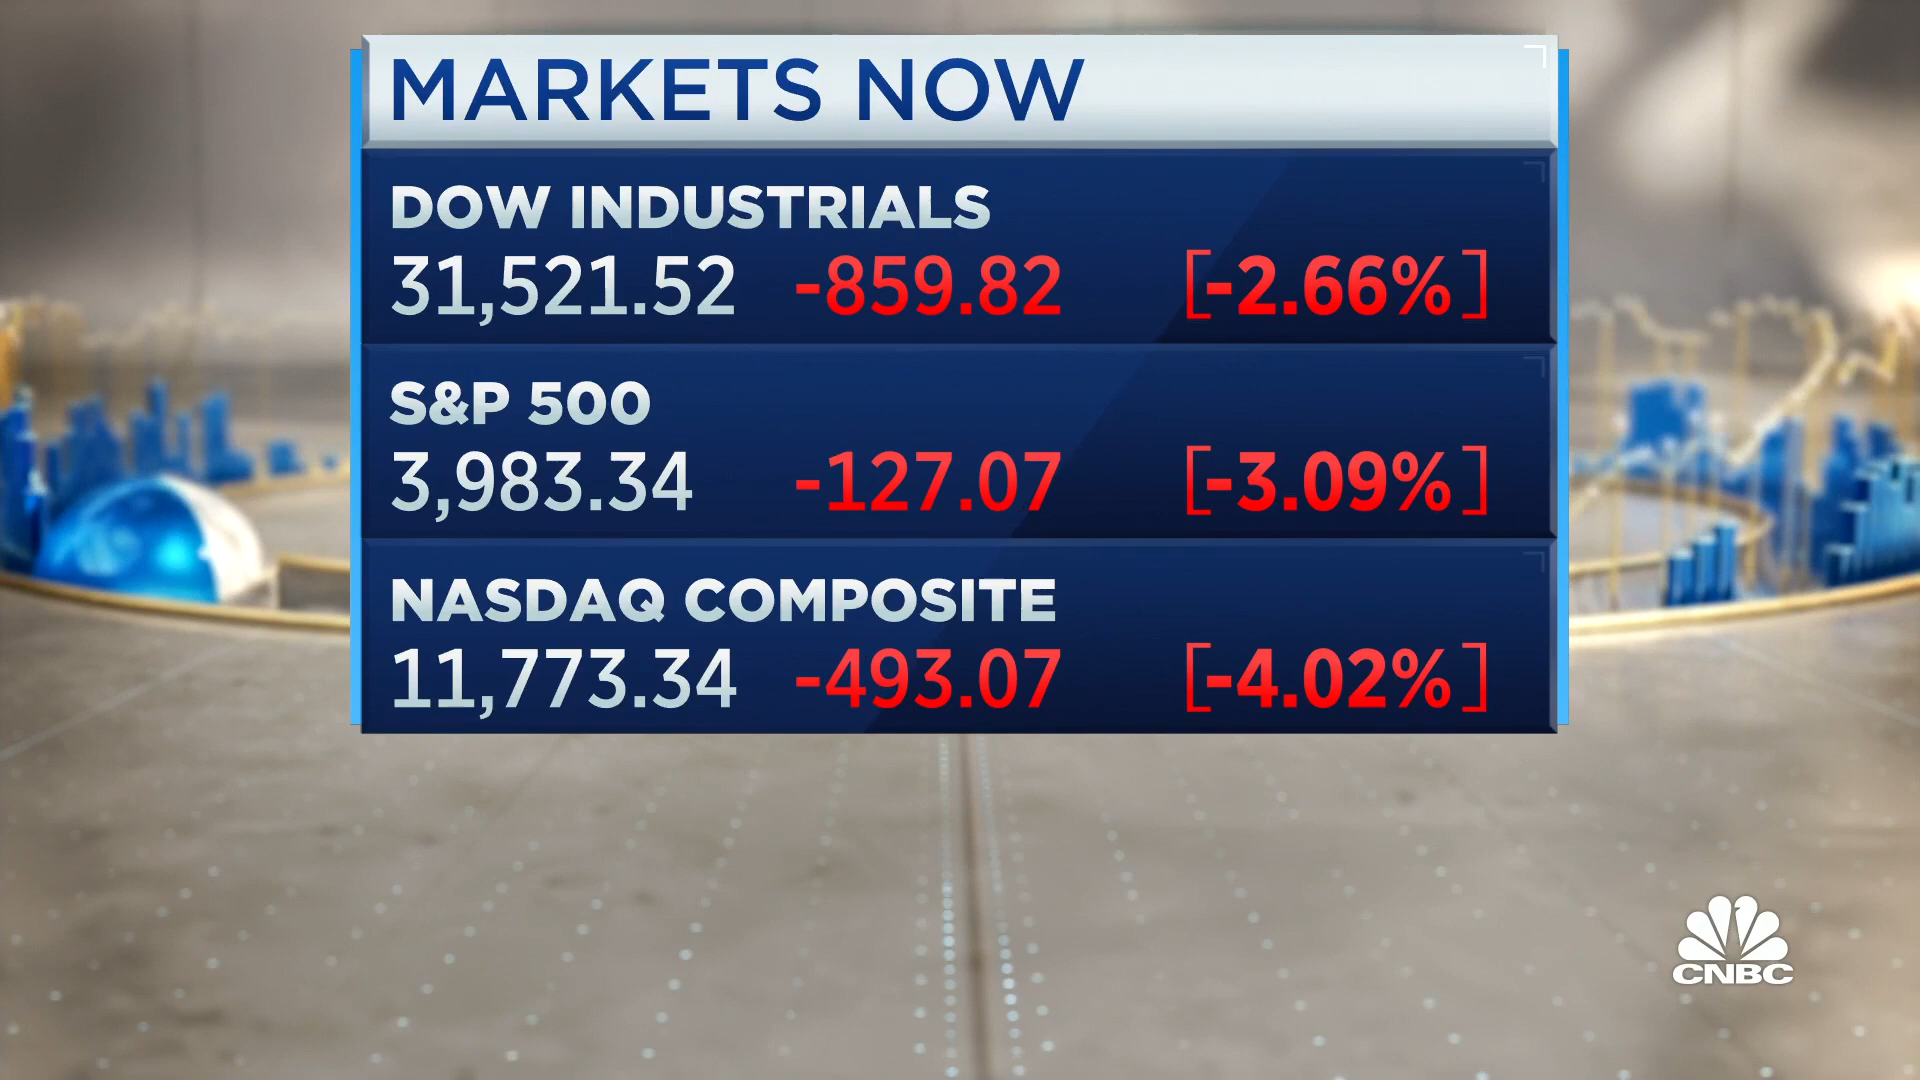 MARKETS NOW
DOW INDUSTRIALS
31,521.52 -859.82 [-2.66%]
S&P 500
3,983.34 -127.07 [-3.09%]
NASDAQ COMPOSITE
11,773.34 -493.07 [-4.02%]
CNBC